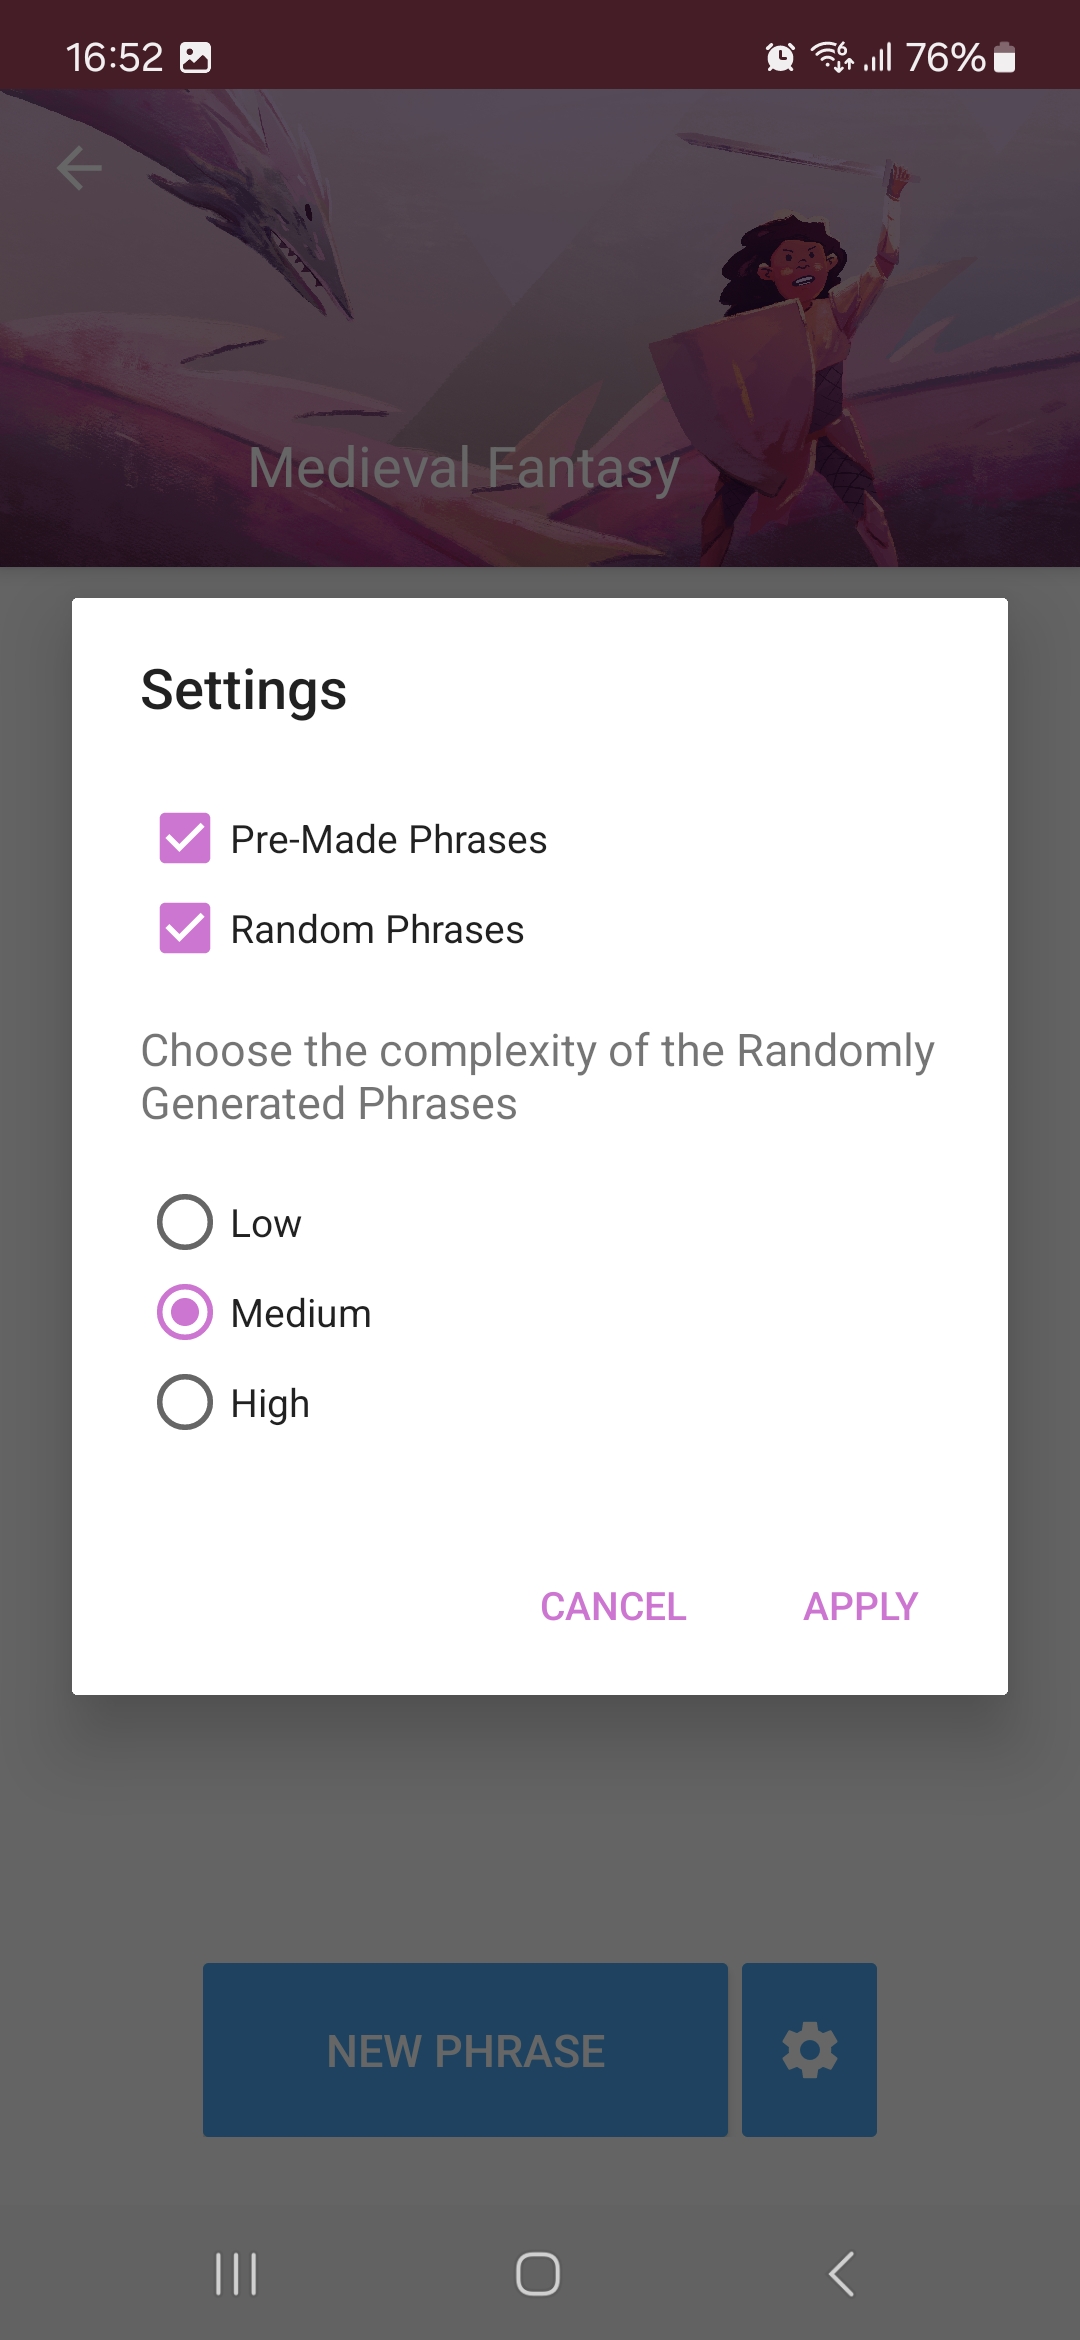 16:52
76%
Medieval Fantasy
Settings
Pre-Made Phrases
Random Phrases
Choose the complexity of the Randomly
Generated Phrases
Low
Medium
High
CANCEL APPLY
NEW PHRASE